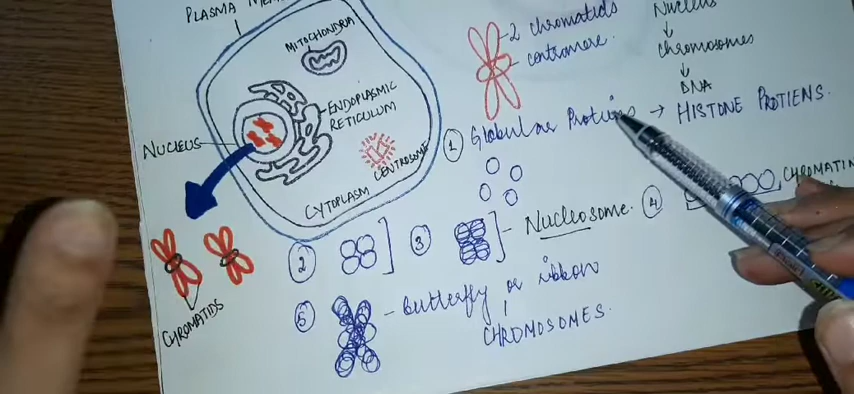 PLASMA
MITOCHONDRIA
ENDOPLASMIC
RETICULUM
NUCLEUS
CENTROSOME
CYTOPLASM
CHROMATIDS
2 chromatids
centromere.
Nucleus
↓
chromosomes
↓
DNA
① Globular Protiens → HISTONE PROTIENS.
②
③ Nucleosome.
④ CHROMATIN
⑤ - Butterfly or ribbon
CHROMOSOMES.